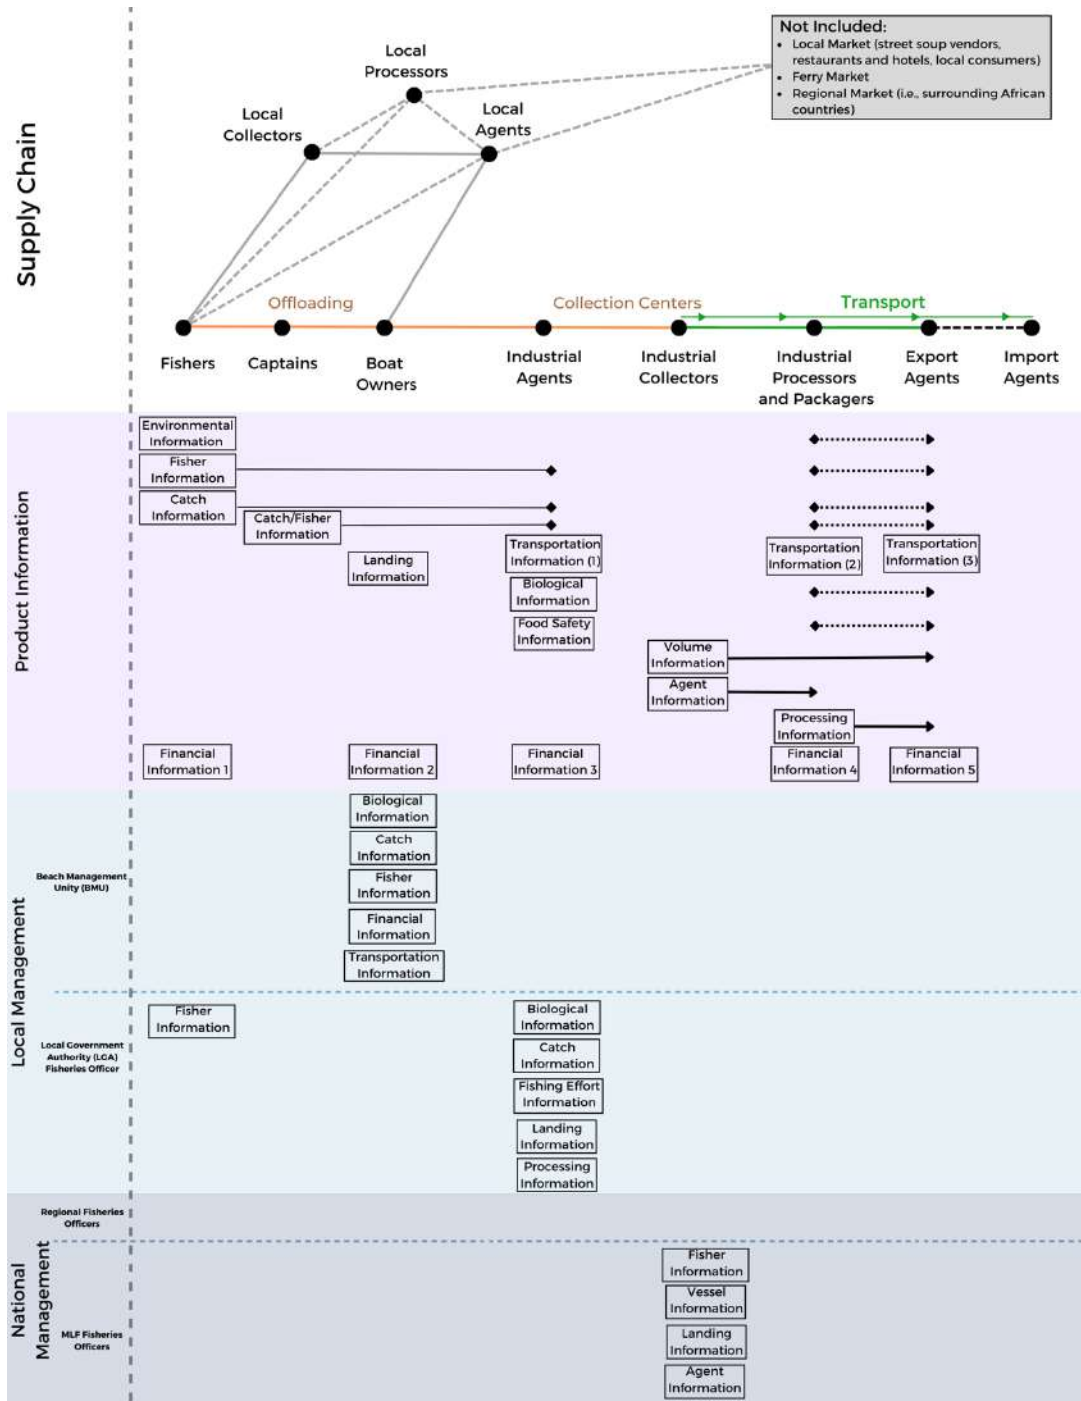 Supply Chain
Not Included:
• Local Market (street soup vendors,
restaurants and hotels, local consumers)
• Ferry Market
• Regional Market (i.e., surrounding African
countries)
Local
Processors
Local
Collectors
Local
Agents
Offloading
Collection Centers
Transport
Fishers
Captains
Boat
Owners
Industrial
Agents
Industrial
Collectors
Industrial
Processors
and Packagers
Export
Agents
Import
Agents
Product Information
Environmental
Information
Fisher
Information
Catch
Information
Catch/Fisher
Information
Landing
Information
Transportation
Information (1)
Transportation
Information (2)
Transportation
Information (3)
Biological
Information
Food Safety
Information
Volume
Information
Agent
Information
Processing
Information
Financial
Information 1
Financial
Information 2
Financial
Information 3
Financial
Information 4
Financial
Information 5
Local Management
Beach Management
Unity (BMU)
Biological
Information
Catch
Information
Fisher
Information
Financial
Information
Transportation
Information
Local Government
Authority (LGA)
Fisheries Officer
Fisher
Information
Biological
Information
Catch
Information
Fishing Effort
Information
Landing
Information
Processing
Information
National
Management
Regional Fisheries
Officers
MLF Fisheries
Officers
Fisher
Information
Vessel
Information
Landing
Information
Agent
Information